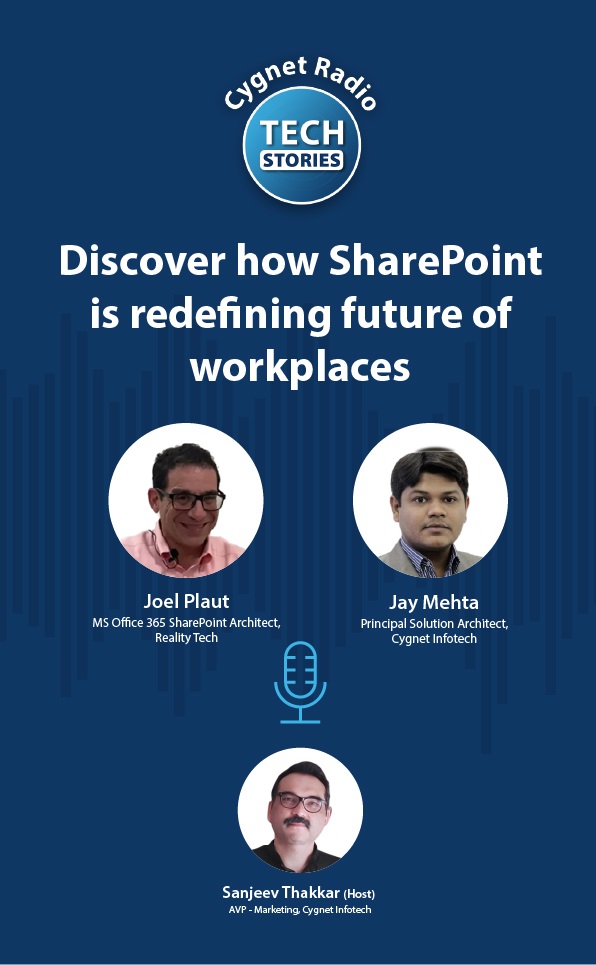 Cygnet Radio
TECH
STORIES
Discover how SharePoint
is redefining future of
workplaces
Joel Plaut
MS Office 365 SharePoint Architect,
Reality Tech
Jay Mehta
Principal Solution Architect,
Cygnet Infotech
Sanjeev Thakkar (Host)
AVP - Marketing, Cygnet Infotech